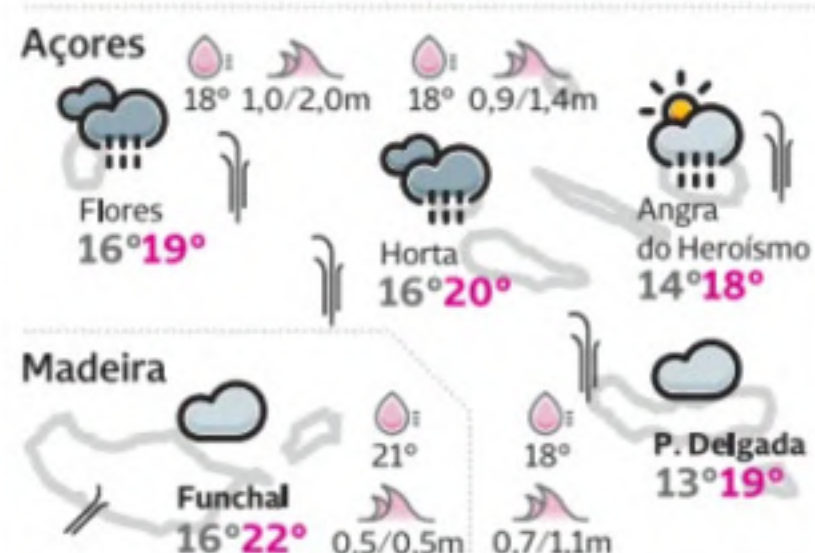 Açores
18° 1,0/2,0m 18° 0,9/1,4m
Flores
16°19°
Horta
16°20°
Angra
do Heroísmo
14°18°
Madeira
21°
0,5/0,5m
Funchal
16°22°
18°
0,7/1,1m
P. Delgada
13°19°